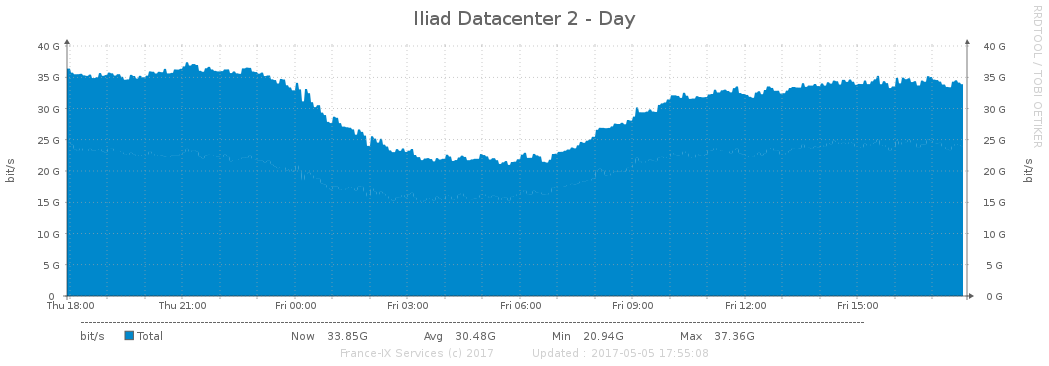 Iliad Datacenter 2 - Day
RRDTOOL / TOBI OETIKER
40 G 40 G
35 G 35 G
30 G 30 G
25 G 25 G
20 G 20 G
15 G 15 G
10 G 10 G
5 G 5 G
0 0 G
bit/s bit/s
Thu 18:00 Thu 21:00 Fri 00:00 Fri 03:00 Fri 06:00 Fri 09:00 Fri 12:00 Fri 15:00
bit/s Total Now 33.85G Avg 30.48G Min 20.94G Max 37.36G
France-IX Services (c) 2017 Updated : 2017-05-05 17:55:08